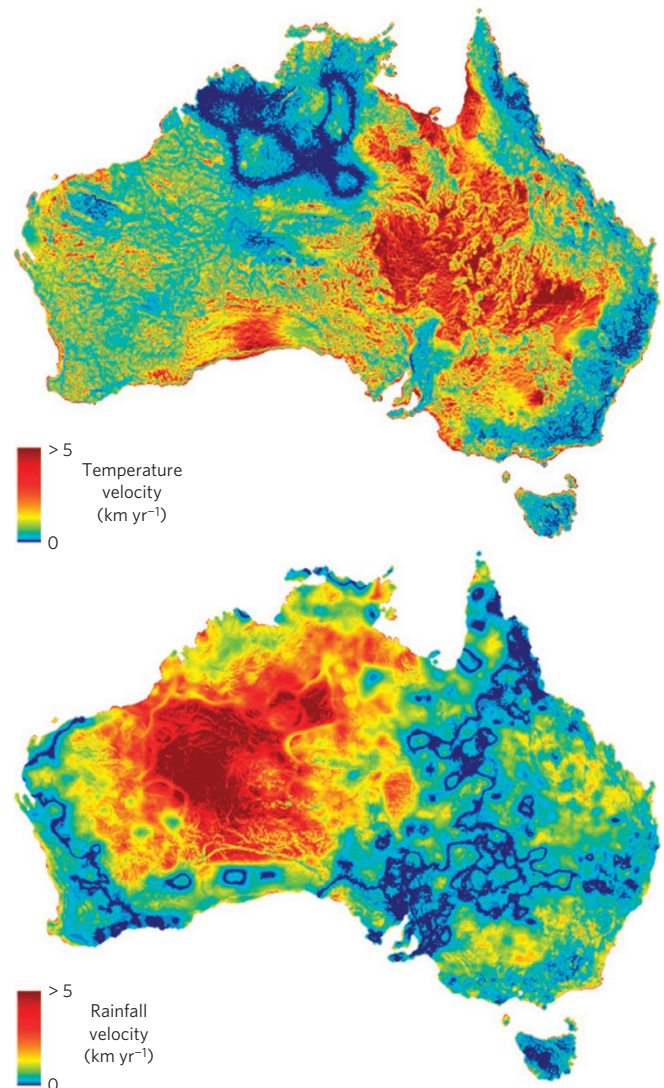 > 5
Temperature
velocity
(km yr⁻¹)
0
> 5
Rainfall
velocity
(km yr⁻¹)
0